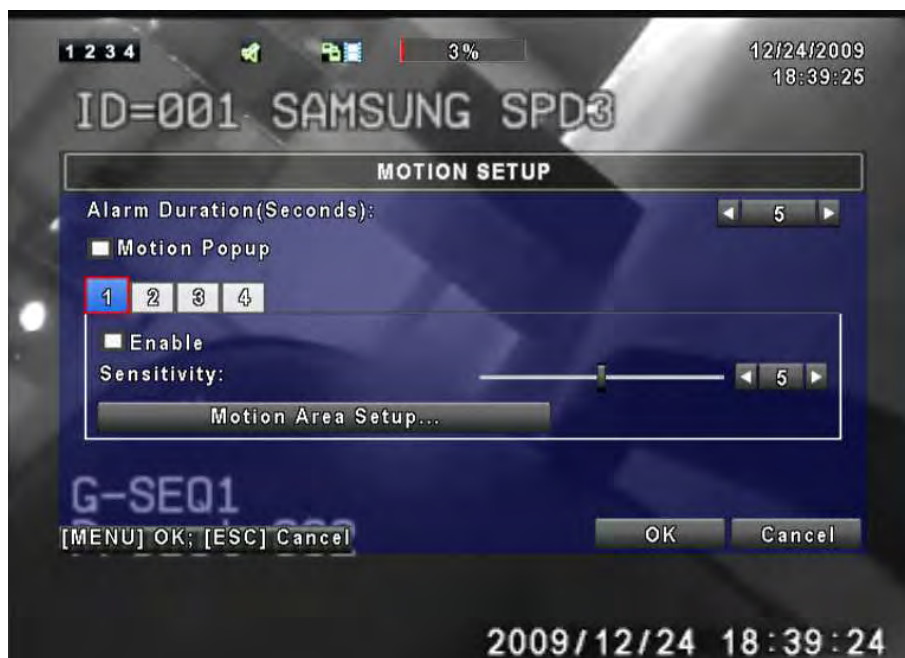 1 2 3 4
3%
12/24/2009
18:39:25
ID=001 SAMSUNG SPD3
MOTION SETUP
Alarm Duration(Seconds):
5
Motion Popup
1 2 3 4
Enable
Sensitivity:
5
Motion Area Setup...
G-SEQ1
[MENU] OK; [ESC] Cancel
OK
Cancel
2009/12/24 18:39:24